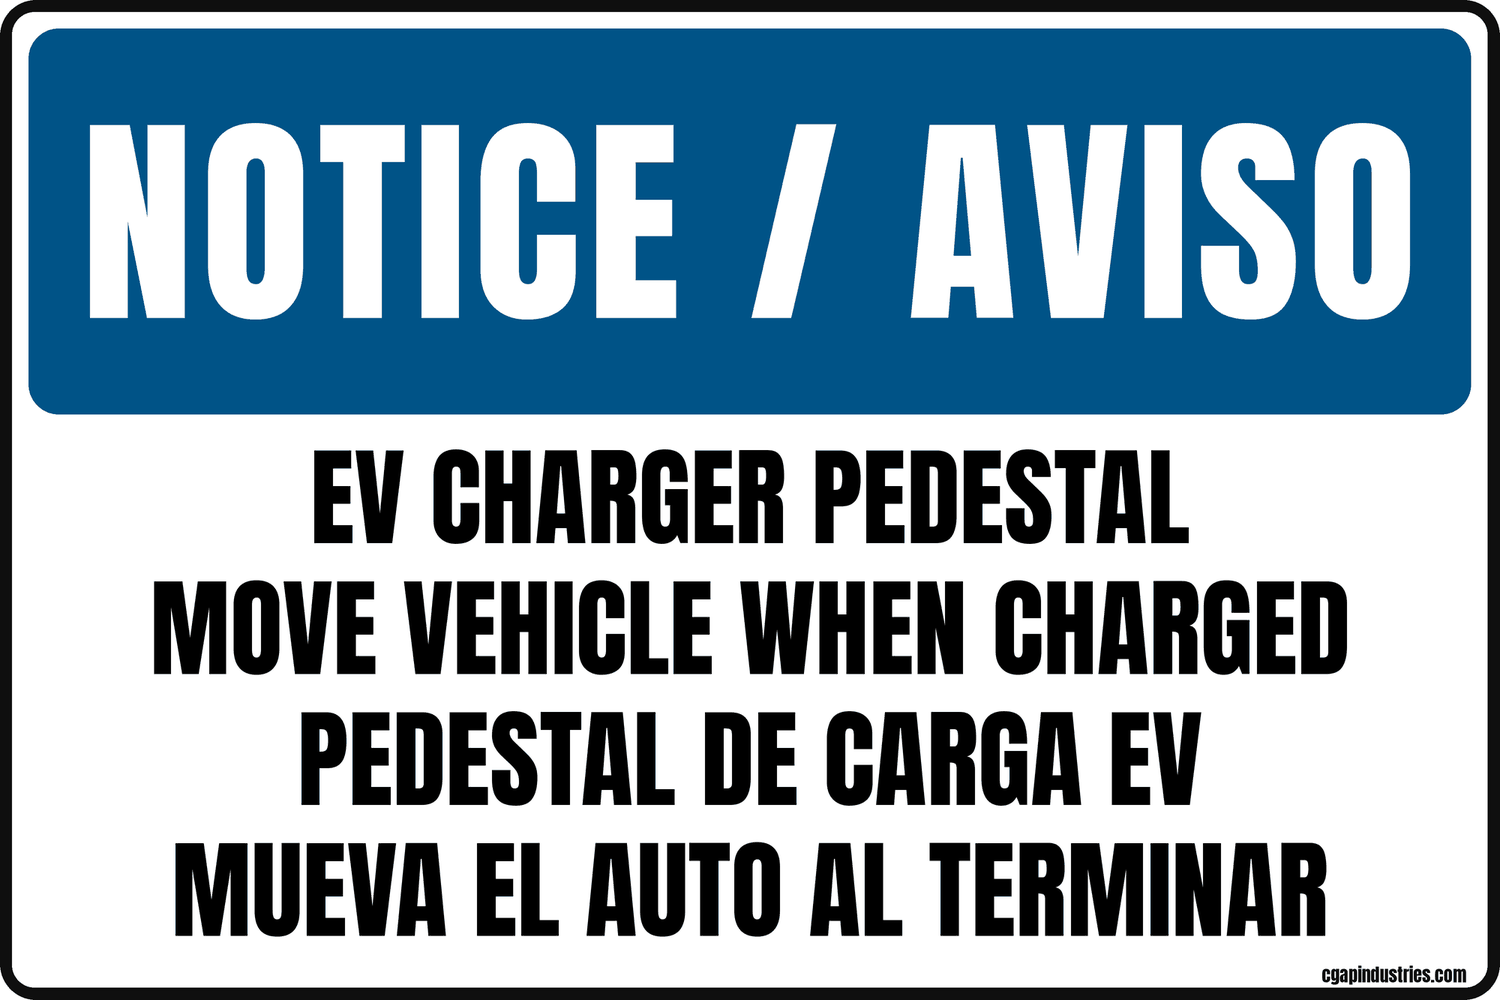 NOTICE / AVISO
EV CHARGER PEDESTAL
MOVE VEHICLE WHEN CHARGED
PEDESTAL DE CARGA EV
MUEVA EL AUTO AL TERMINAR
cgapindustries.com